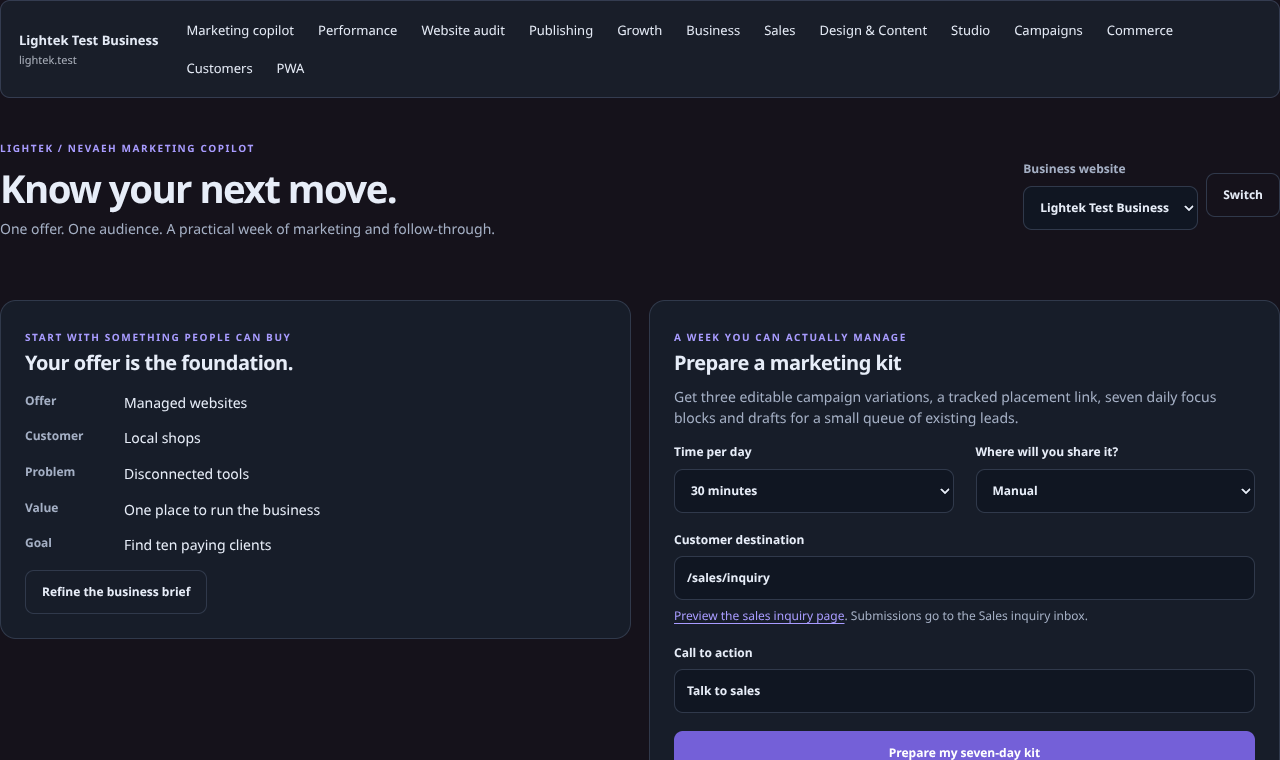 Lightek Test Business
lightek.test
Marketing copilot Performance Website audit Publishing Growth Business Sales Design & Content Studio Campaigns Commerce
Customers PWA
LIGHTEK / NEVAEH MARKETING COPILOT
Know your next move.
One offer. One audience. A practical week of marketing and follow-through.
Business website
Lightek Test Business
Switch
START WITH SOMETHING PEOPLE CAN BUY
Your offer is the foundation.
Offer Managed websites
Customer Local shops
Problem Disconnected tools
Value One place to run the business
Goal Find ten paying clients
Refine the business brief
A WEEK YOU CAN ACTUALLY MANAGE
Prepare a marketing kit
Get three editable campaign variations, a tracked placement link, seven daily focus
blocks and drafts for a small queue of existing leads.
Time per day Where will you share it?
30 minutes Manual
Customer destination
/sales/inquiry
Preview the sales inquiry page. Submissions go to the Sales inquiry inbox.
Call to action
Talk to sales
Prepare my seven-day kit